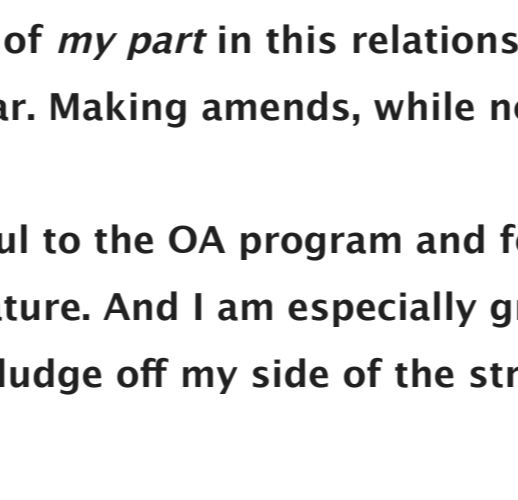 of my part in this relations
ar. Making amends, while n
ul to the OA program and f
ture. And I am especially g
ludge off my side of the str